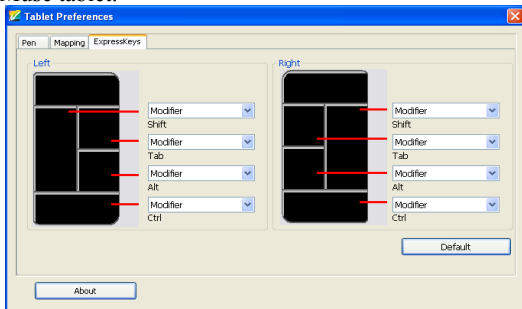 Tablet Preferences
Pen Mapping ExpressKeys
Left Right
Modifier Modifier
Shift Shift
Modifier Modifier
Tab Tab
Modifier Modifier
Alt Alt
Modifier Modifier
Ctrl Ctrl
Default
About